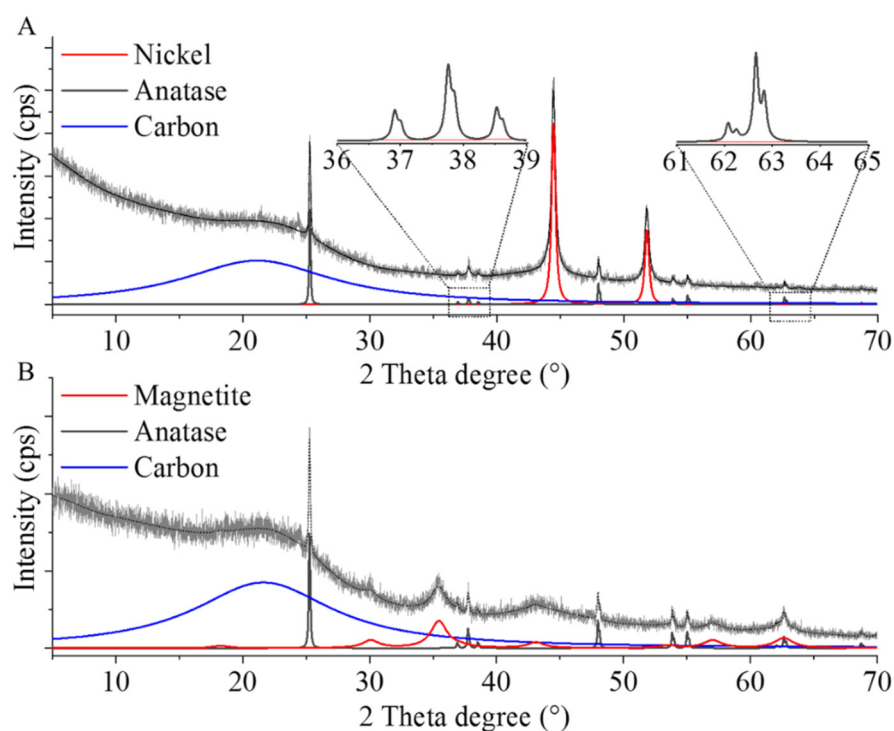 A
Nickel
Anatase
Carbon
Intensity (cps)
36 37 38 39
61 62 63 64 65
10 20 30 40 50 60 70
2 Theta degree (°)
B
Magnetite
Anatase
Carbon
Intensity (cps)
10 20 30 40 50 60 70
2 Theta degree (°)